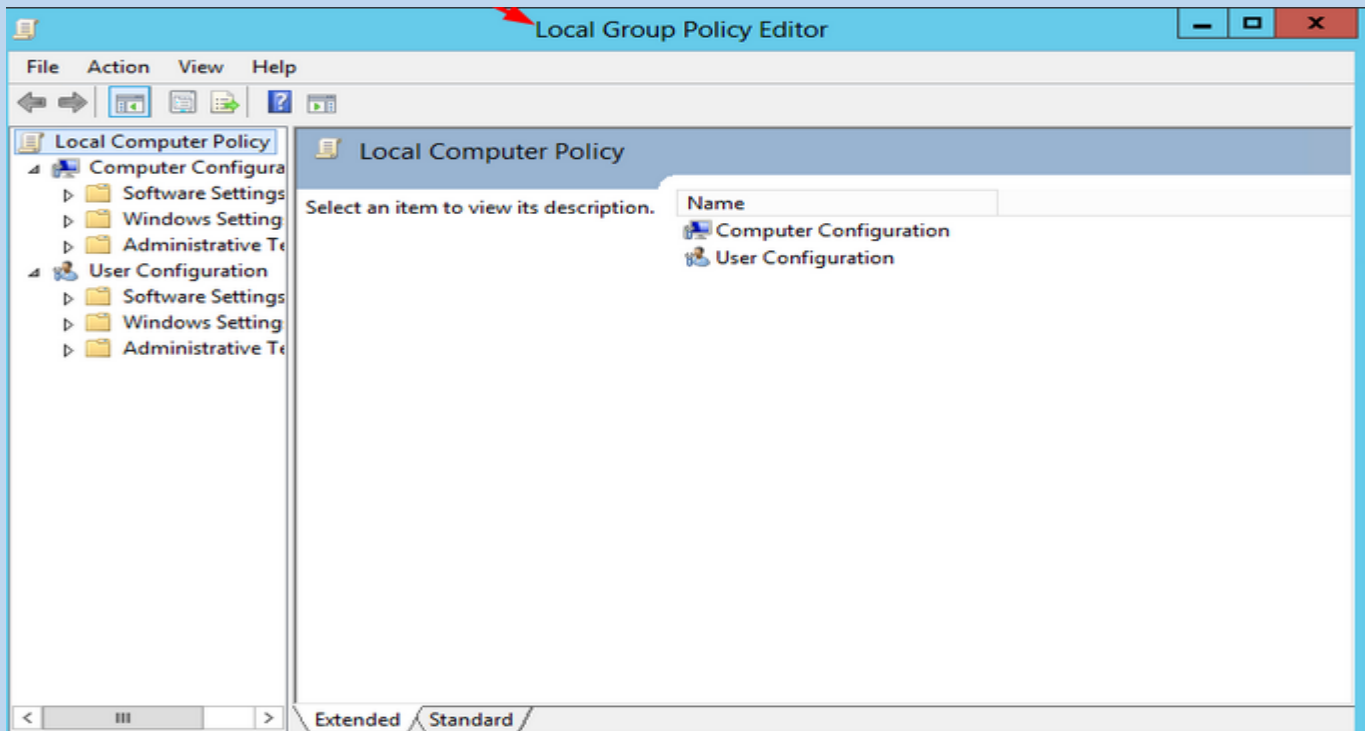 Local Group Policy Editor
File Action View Help
Local Computer Policy
Computer Configura
Software Settings
Windows Setting
Administrative Te
User Configuration
Software Settings
Windows Setting
Administrative Te
Local Computer Policy
Select an item to view its description.
Name
Computer Configuration
User Configuration
Extended Standard